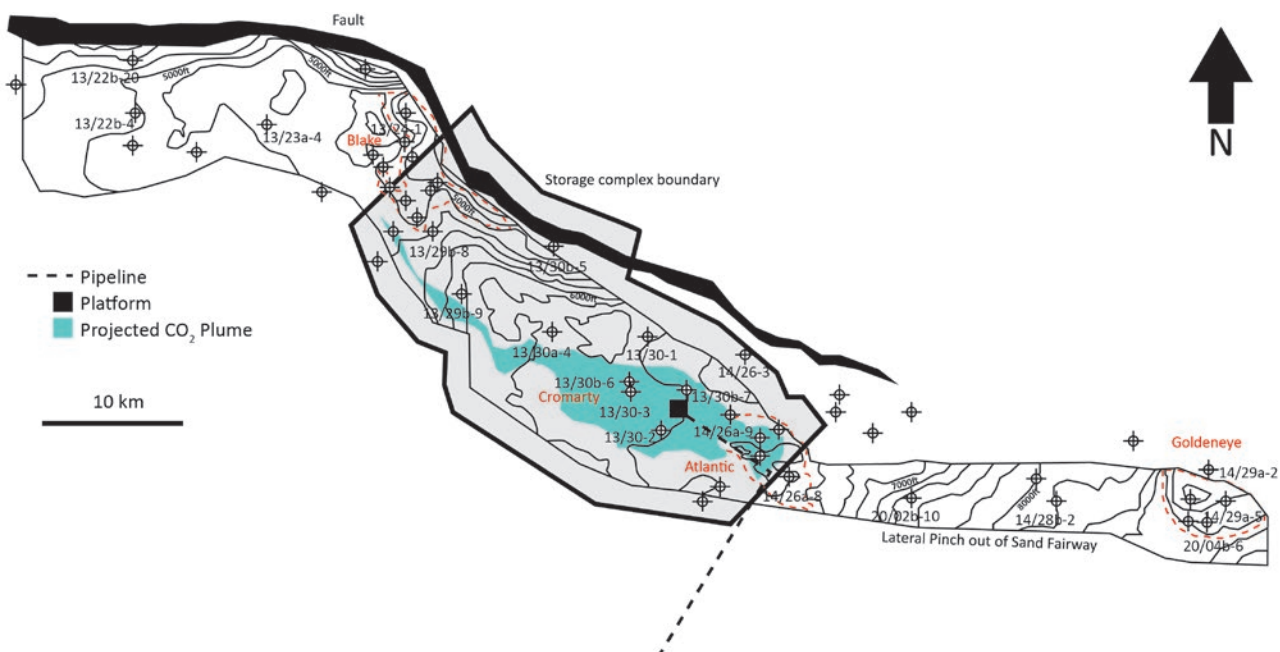 Fault
5000ft
5000ft
13/22b-20
13/22b-4
13/23a-4
13/24-1
Blake
N
Storage complex boundary
5000ft
13/29b-8
13/30b-5
Pipeline
Platform
Projected CO₂ Plume
6000ft
13/29b-9
13/30a-4
13/30-1
14/26-3
13/30b-6
13/30b-7
Cromarty
10 km
13/30-3
13/30-2
14/26a-9
Atlantic
Goldeneye
14/29a-2
14/26a-8
7000ft
8000ft
20/02b-10
14/28b-2
14/29a-5
Lateral Pinch out of Sand Fairway
20/04b-6